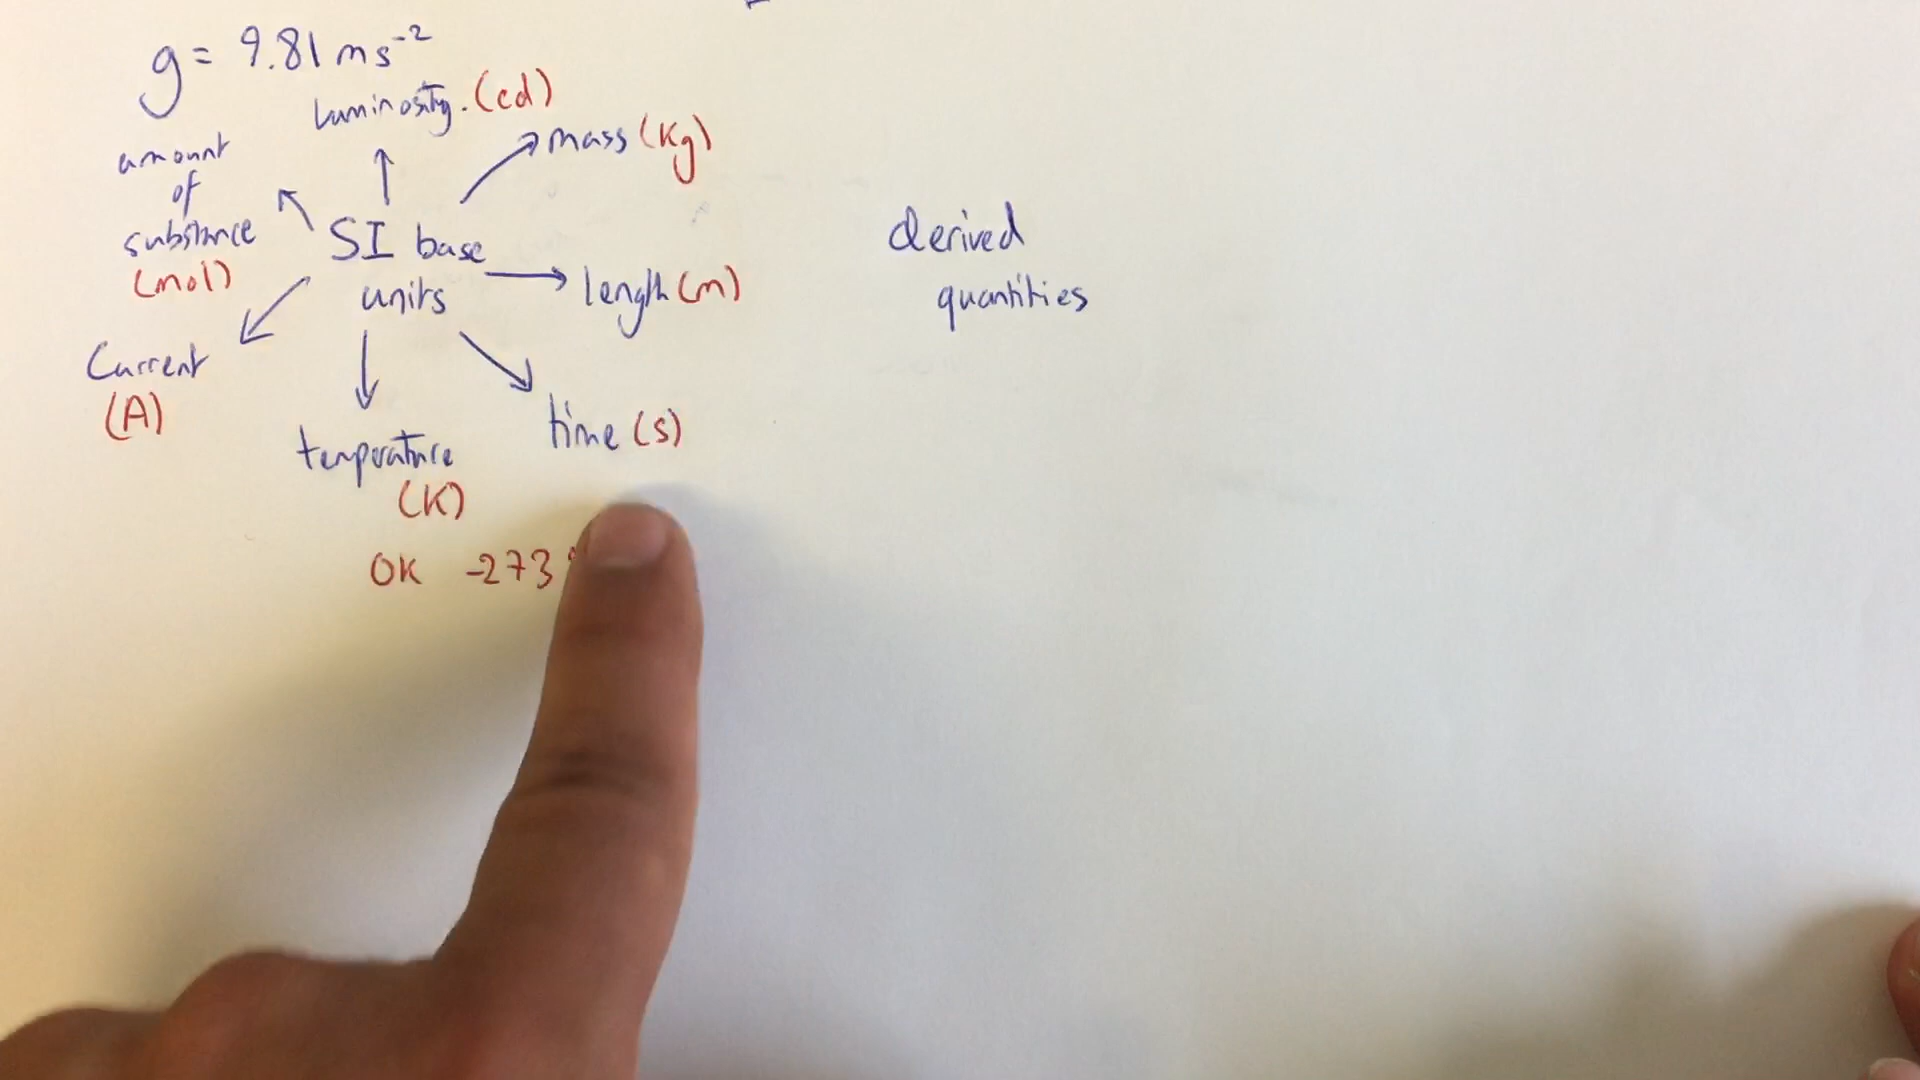 g = 9.81 ms⁻²
luminosity. (cd)
mass (kg)
amount
of
substance
(mol)
SI base
units
length (m)
derived
quantities
Current
(A)
time (s)
temperature
(K)
0K -273